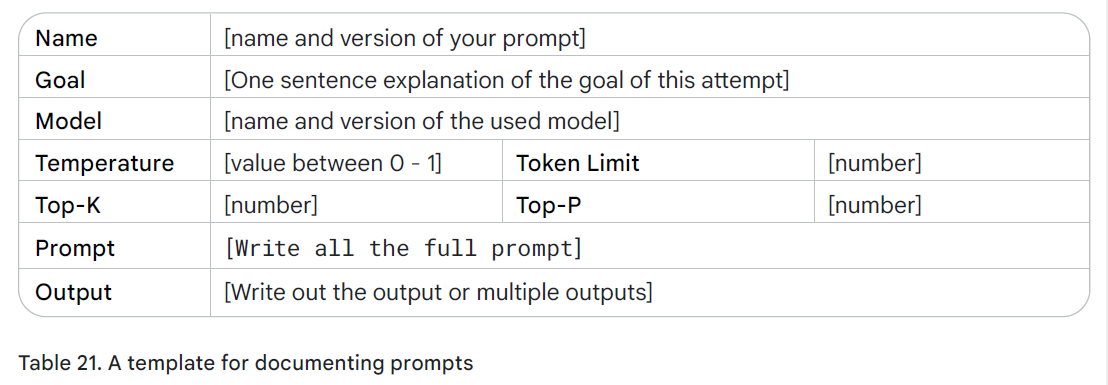 Name [name and version of your prompt]
Goal [One sentence explanation of the goal of this attempt]
Model [name and version of the used model]
Temperature [value between 0 - 1] Token Limit [number]
Top-K [number] Top-P [number]
Prompt [Write all the full prompt]
Output [Write out the output or multiple outputs]
Table 21. A template for documenting prompts